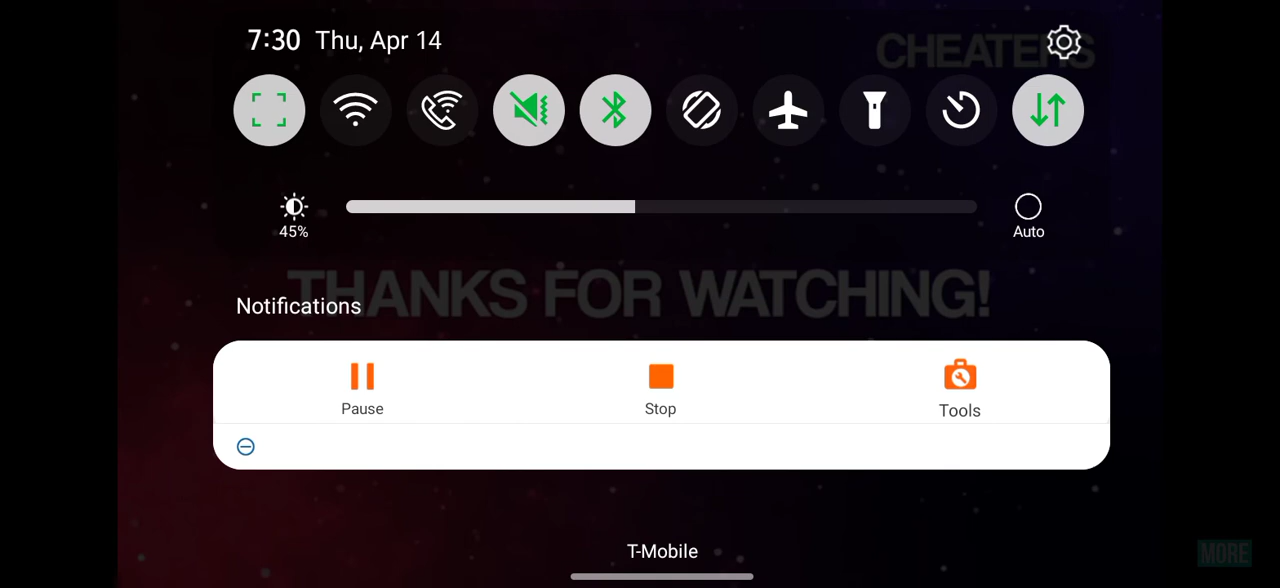 7:30 Thu, Apr 14
CHEATERS
45%
Auto
THANKS FOR WATCHING!
Notifications
Pause
Stop
Tools
T-Mobile
MORE